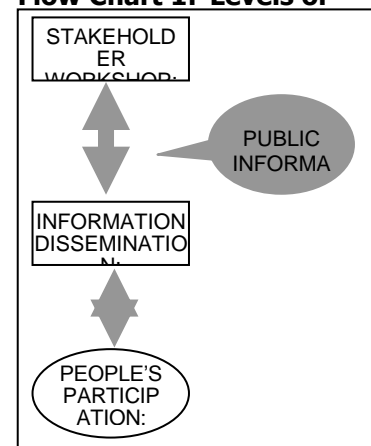 Flow Chart 1: Levels of
STAKEHOLD
ER
WORKSHOP:
PUBLIC
INFORMA
INFORMATION
DISSEMINATIO
N:
PEOPLE'S
PARTICIP
ATION: